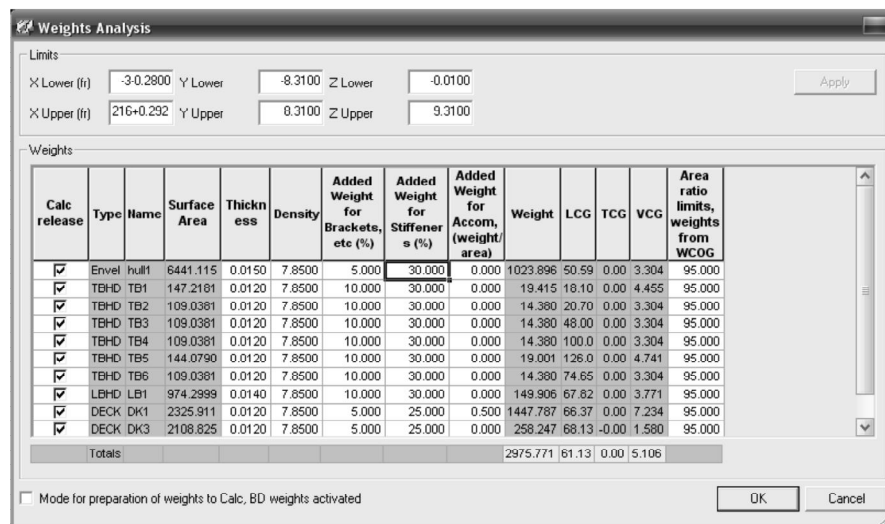 Weights Analysis
Limits
X Lower (fr) -3-0.2800 Y Lower -8.3100 Z Lower -0.0100 Apply
X Upper (fr) 216+0.292 Y Upper 8.3100 Z Upper 9.3100
Weights
Calc release Type Name Surface Area Thickn ess Density Added Weight for Brackets, etc (%) Added Weight for Stiffener s (%) Added Weight for Accom, (weight/ area) Weight LCG TCG VCG Area ratio limits, weights from WCOG
Envel hull1 6441.115 0.0150 7.8500 5.000 30.000 0.000 1023.896 50.59 0.00 3.304 95.000
TBHD TB1 147.2181 0.0120 7.8500 10.000 30.000 0.000 19.415 18.10 0.00 4.455 95.000
TBHD TB2 109.0381 0.0120 7.8500 10.000 30.000 0.000 14.380 20.70 0.00 3.304 95.000
TBHD TB3 109.0381 0.0120 7.8500 10.000 30.000 0.000 14.380 48.00 0.00 3.304 95.000
TBHD TB4 109.0381 0.0120 7.8500 10.000 30.000 0.000 14.380 100.0 0.00 3.304 95.000
TBHD TB5 144.0790 0.0120 7.8500 10.000 30.000 0.000 19.001 126.0 0.00 4.741 95.000
TBHD TB6 109.0381 0.0120 7.8500 10.000 30.000 0.000 14.380 74.65 0.00 3.304 95.000
LBHD LB1 974.2999 0.0140 7.8500 10.000 30.000 0.000 149.906 67.82 0.00 3.771 95.000
DECK DK1 2325.911 0.0120 7.8500 5.000 25.000 0.500 1447.787 66.37 0.00 7.234 95.000
DECK DK3 2108.825 0.0120 7.8500 5.000 25.000 0.000 258.247 68.13 -0.00 1.580 95.000
Totals 2975.771 61.13 0.00 5.106
Mode for preparation of weights to Calc, BD weights activated OK Cancel